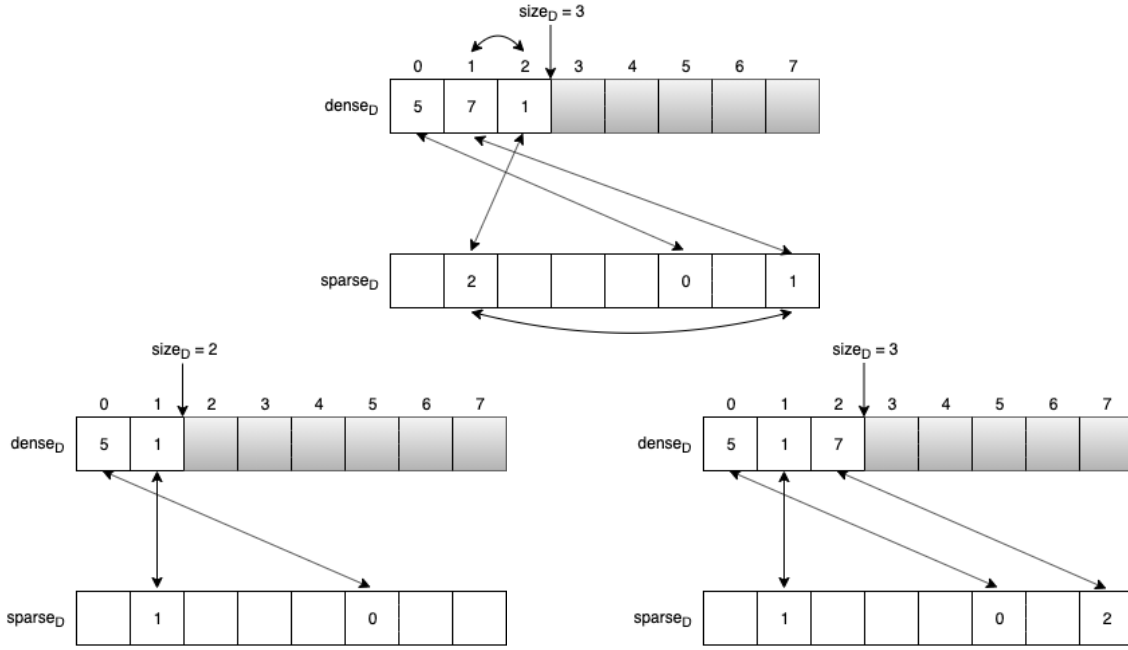 size_D = 3
0 1 2 3 4 5 6 7
dense_D 5 7 1
sparse_D 2 0 1
size_D = 2
0 1 2 3 4 5 6 7
dense_D 5 1
sparse_D 1 0
size_D = 3
0 1 2 3 4 5 6 7
dense_D 5 1 7
sparse_D 1 0 2